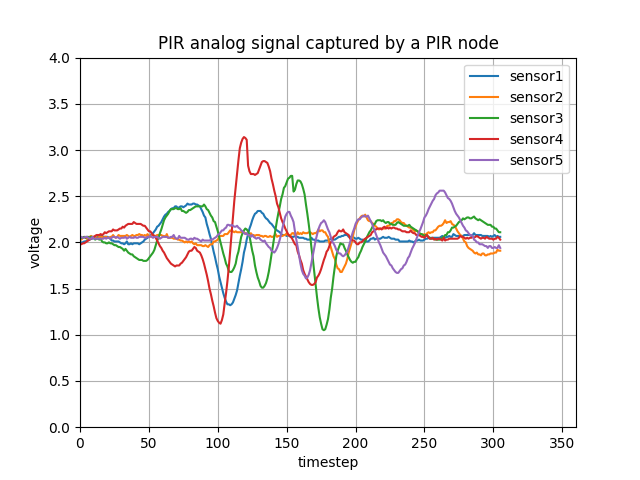 PIR analog signal captured by a PIR node
4.0
3.5
3.0
2.5
2.0
1.5
1.0
0.5
0.0
voltage
sensor1
sensor2
sensor3
sensor4
sensor5
0 50 100 150 200 250 300 350
timestep